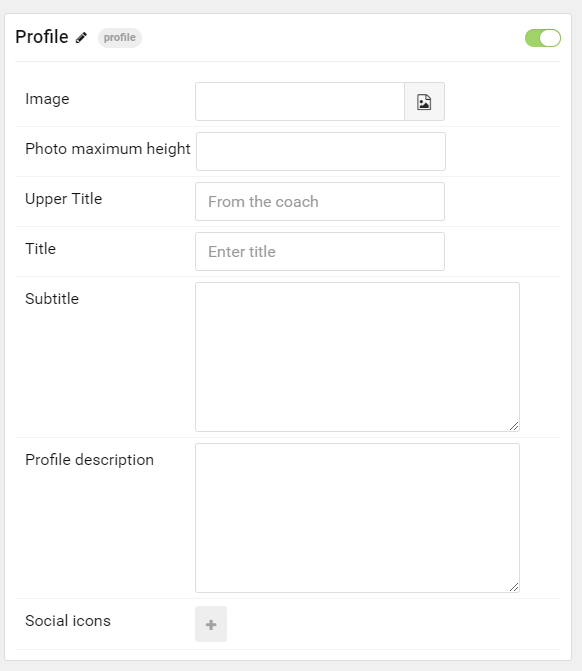 Profile profile
Image
Photo maximum height
Upper Title From the coach
Title Enter title
Subtitle
Profile description
Social icons +